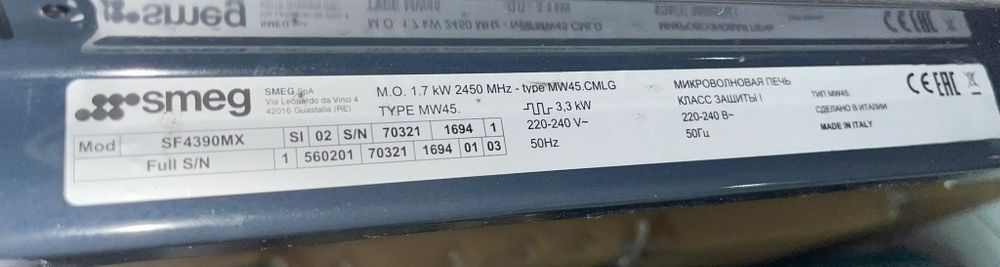 smeg
SMEG SpA
Via Leonardo da Vinci 4
42016 Guastalla (RE)
M.O. 1.7 kW 2450 MHz - type MW45.CMLG
TYPE MW45.
3,3 kW
220-240 V~
50Hz
МИКРОВОЛНОВАЯ ПЕЧЬ
КЛАСС ЗАЩИТЫ I
220-240 В~
50Гц
ТИП MW45.
СДЕЛАНО В ИТАЛИИ
MADE IN ITALY
CE EAC
Mod SF4390MX SI 02 S/N 70321 1694 1
Full S/N 1 560201 70321 1694 01 03